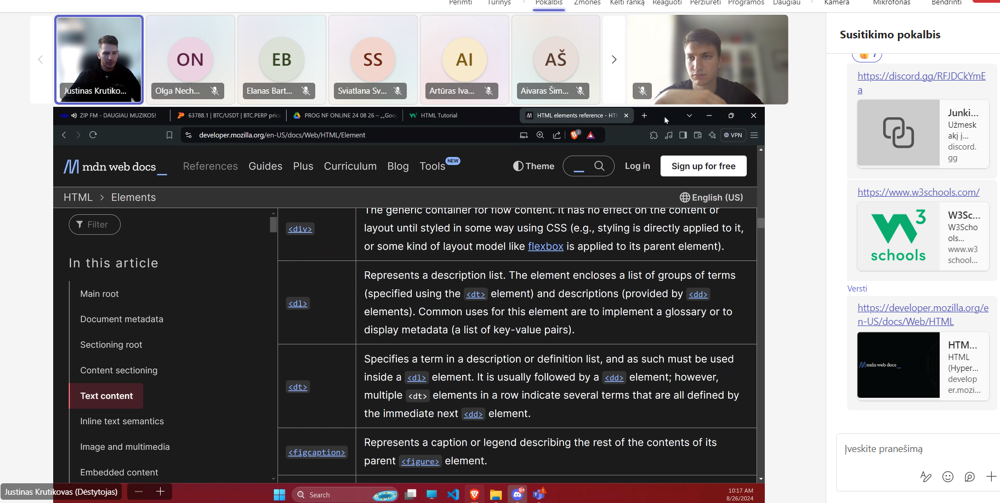 Perimti
Turinys
Pokalbis
Žmonės
Kelti ranką
Reaguoti
Peržiūrėti
Programos
Daugiau
Kamera
Mikrofonas
Bendrinti
Justinas Krutiko...
ON
Olga Nech...
EB
Elanas Bart...
SS
Sviatlana Sv...
AI
Artūras Iva...
AŠ
Aivaras Šim...
ZIP FM - DAUGIAU MUZIKOS!
63788.1 | BTC/USDT | BTC.PERP price
PROG NF ONLINE 24 08 26 – „Goo
HTML Tutorial
HTML elements reference - HT
developer.mozilla.org/en-US/docs/Web/HTML/Element
2
VPN
mdn web docs_
References
Guides
Plus
Curriculum
Blog
Tools
NEW
Theme
Log in
Sign up for free
HTML > Elements
English (US)
Filter
In this article
Main root
Document metadata
Sectioning root
Content sectioning
Text content
Inline text semantics
Image and multimedia
Embedded content
<div>
The generic container for flow content. It has no effect on the content or
layout until styled in some way using CSS (e.g., styling is directly applied to it,
or some kind of layout model like flexbox is applied to its parent element).
<dl>
Represents a description list. The element encloses a list of groups of terms
(specified using the <dt> element) and descriptions (provided by <dd>
elements). Common uses for this element are to implement a glossary or to
display metadata (a list of key-value pairs).
<dt>
Specifies a term in a description or definition list, and as such must be used
inside a <dl> element. It is usually followed by a <dd> element; however,
multiple <dt> elements in a row indicate several terms that are all defined by
the immediate next <dd> element.
<figcaption>
Represents a caption or legend describing the rest of the contents of its
parent <figure> element.
Justinas Krutikovas (Dėstytojas)
Search
10:17 AM
8/26/2024
Susitikimo pokalbis
https://discord.gg/RFJDCkYmE
a
Junki...
Užmesk
akį į...
discord.
gg
https://www.w3schools.com/
W3
schools
W3Sc...
W3Scho
ols...
www.w3
school...
Versti
https://developer.mozilla.org/e
n-US/docs/Web/HTML
mdn web docs_
HTM...
HTML
(Hyper...
develop
er.mozi...
Įveskite pranešimą